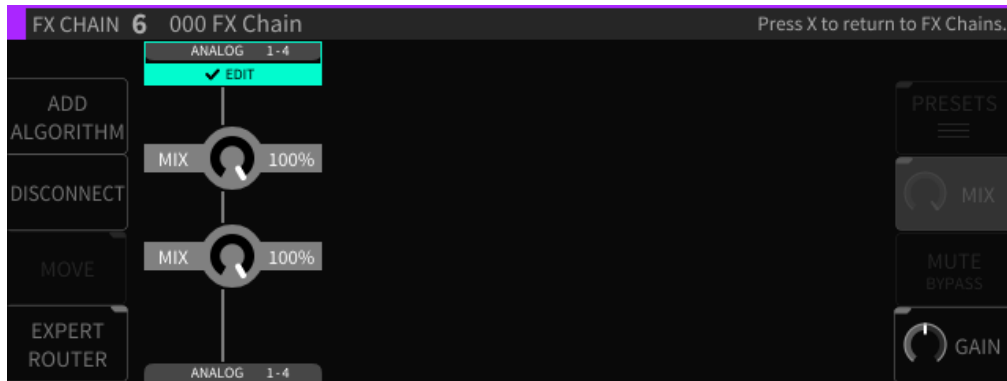 FX CHAIN 6 000 FX Chain Press X to return to FX Chains.
ANALOG 1-4
EDIT
ADD
ALGORITHM
PRESETS
MIX 100%
DISCONNECT
MIX
MOVE
MIX 100%
MUTE
BYPASS
EXPERT
ROUTER
GAIN
ANALOG 1-4